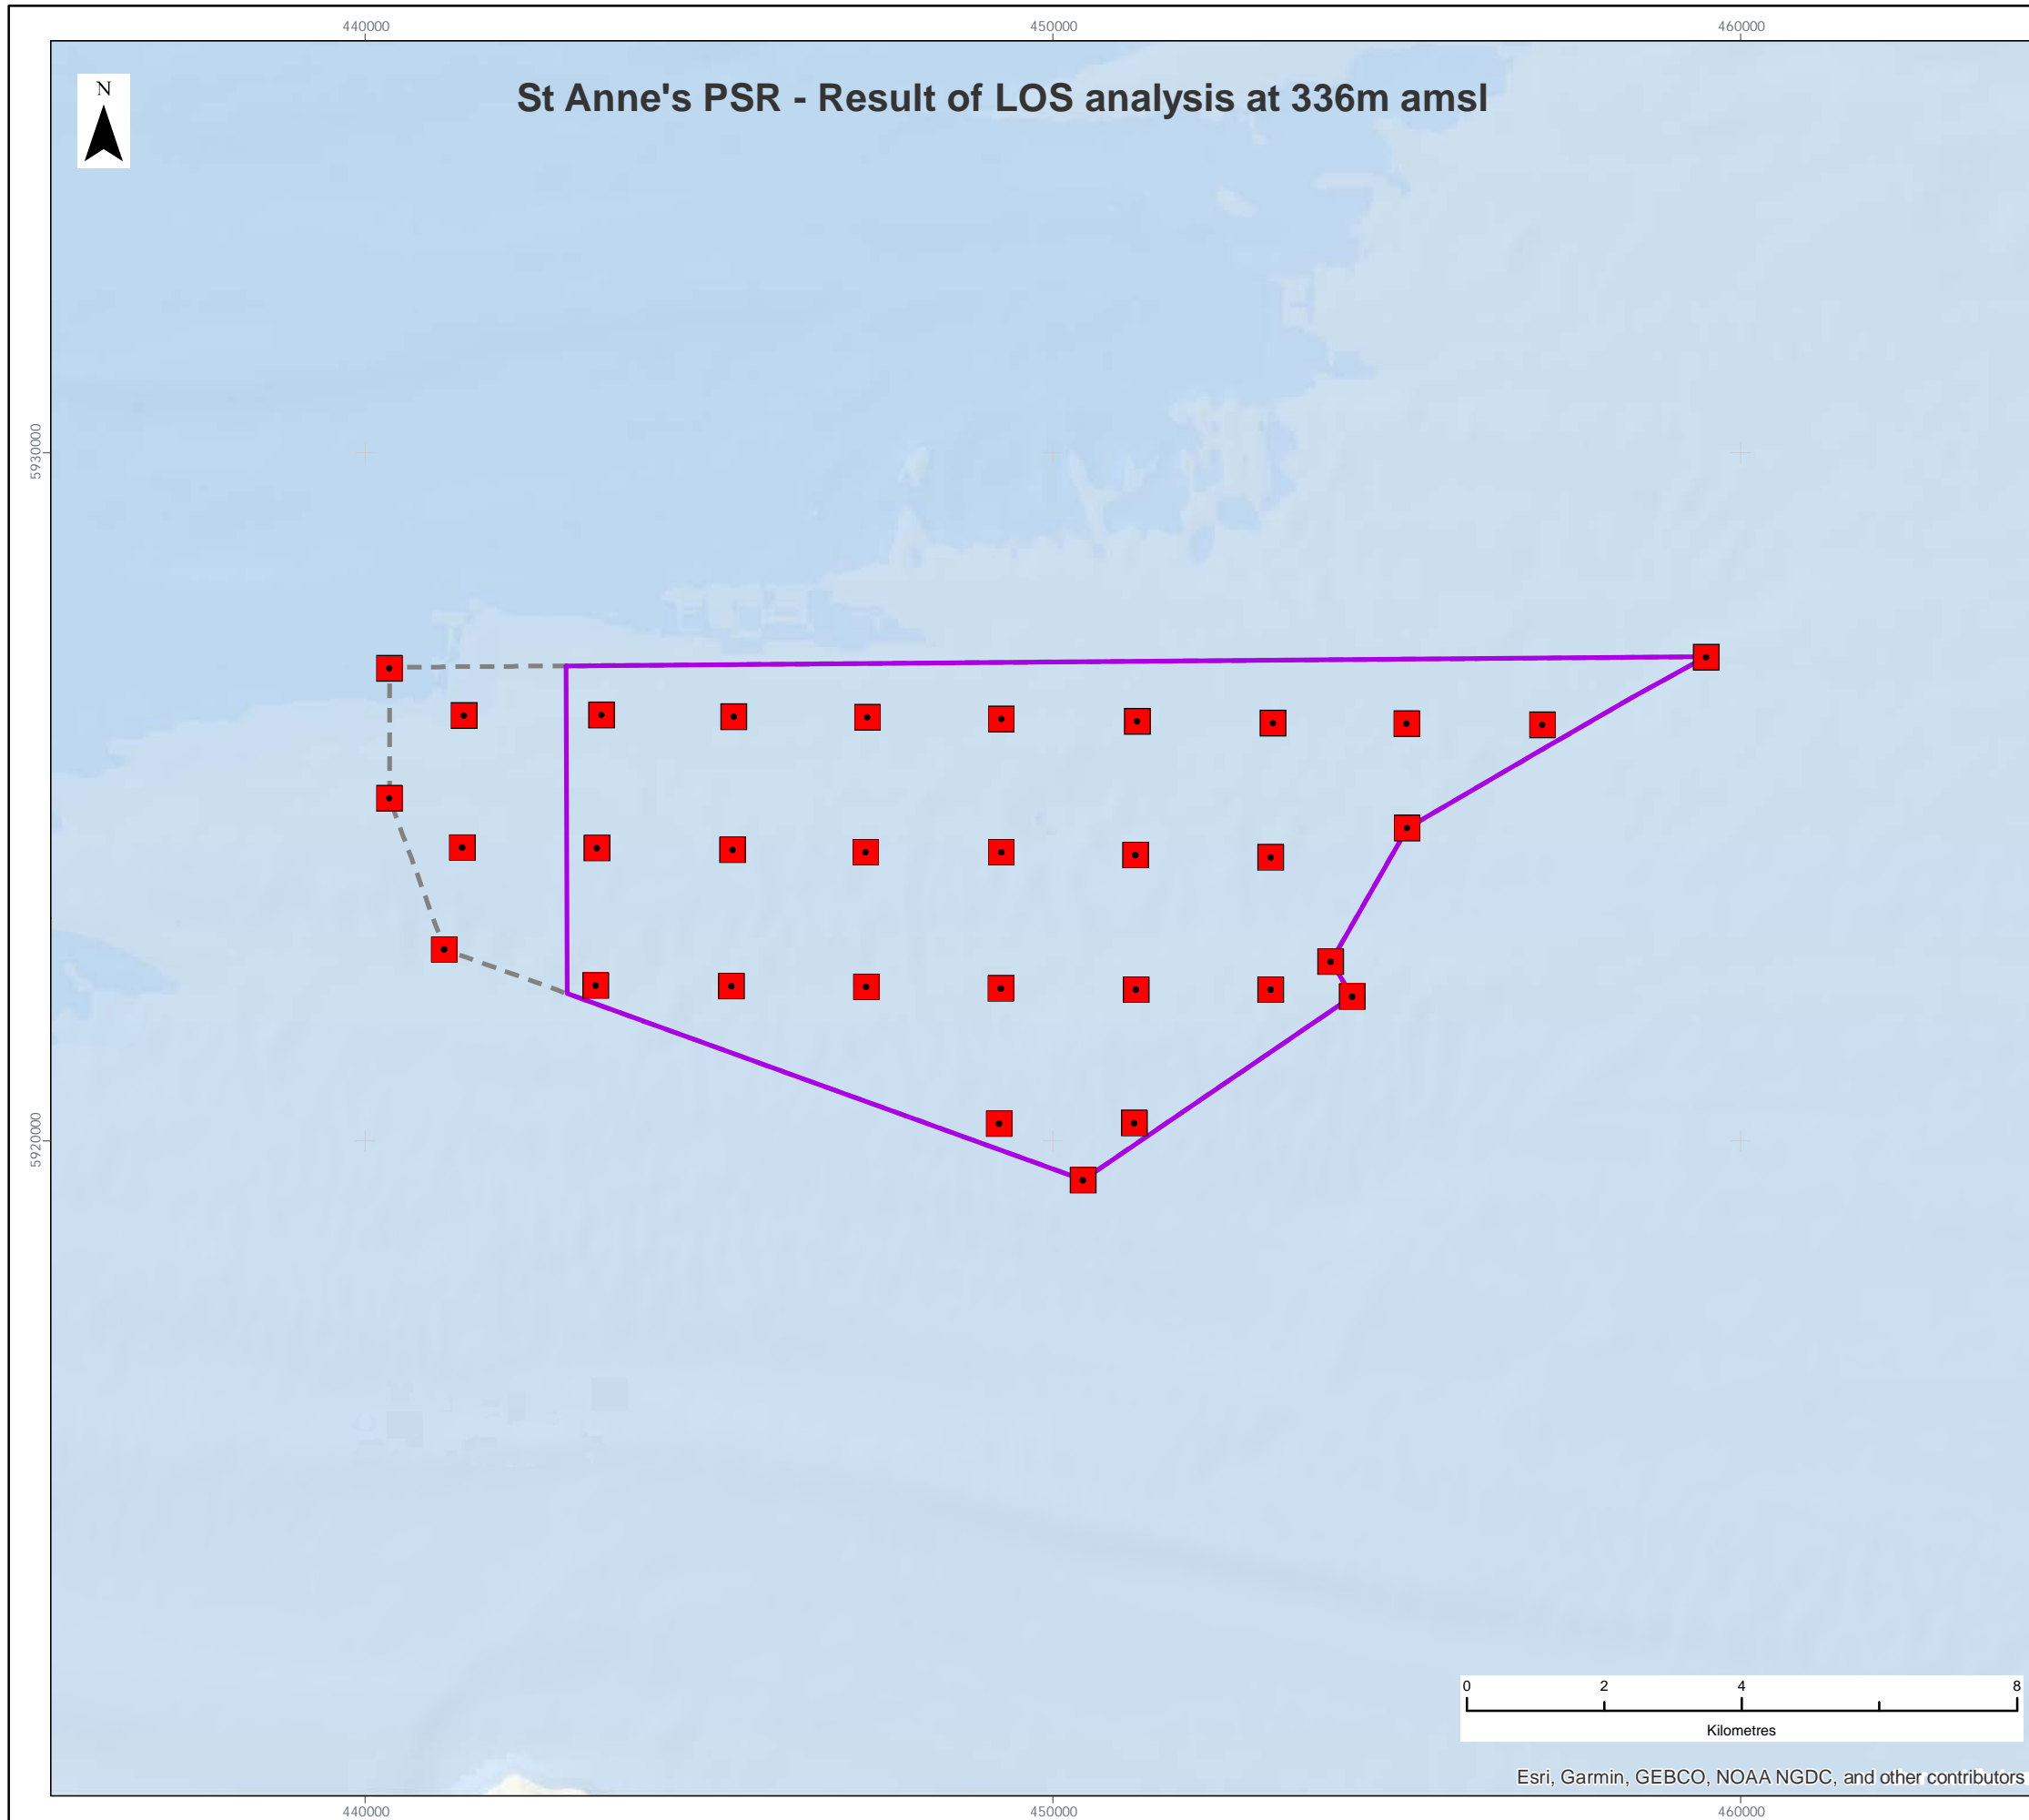 440000 450000 460000
N
St Anne's PSR - Result of LOS analysis at 336m amsl
5930000
5920000
0 2 4 8
Kilometres
Esri, Garmin, GEBCO, NOAA NGDC, and other contributors
440000 450000 460000